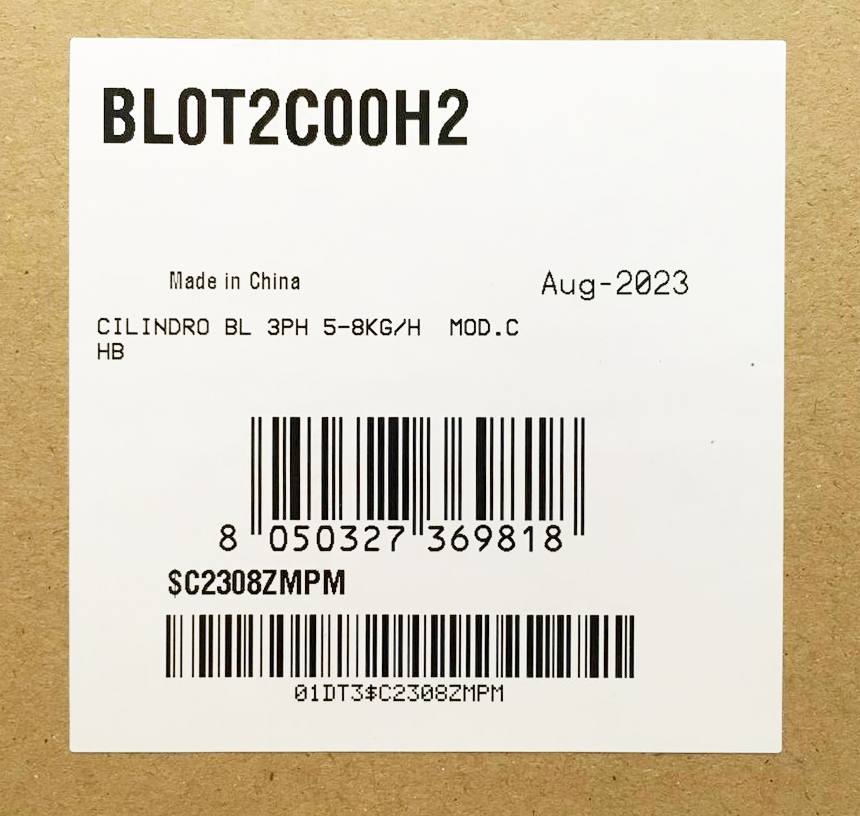 BL0T2C00H2
Made in China
Aug-2023
CILINDRO BL 3PH 5-8KG/H MOD.C
HB
8 050327 369818
$C2308ZMPM
01DT3$C2308ZMPM